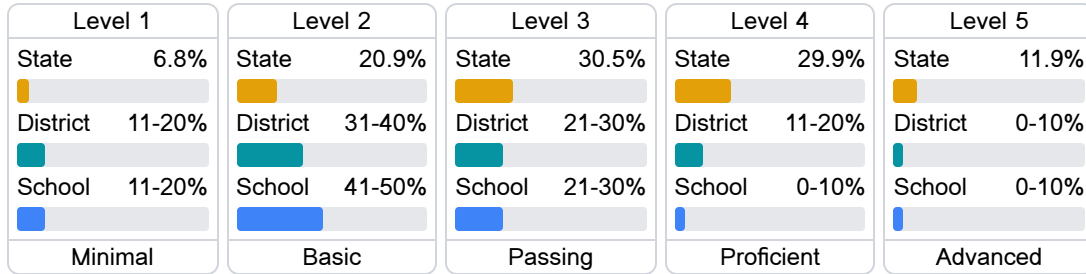 Level 1
State 6.8%
District 11-20%
School 11-20%
Minimal
Level 2
State 20.9%
District 31-40%
School 41-50%
Basic
Level 3
State 30.5%
District 21-30%
School 21-30%
Passing
Level 4
State 29.9%
District 11-20%
School 0-10%
Proficient
Level 5
State 11.9%
District 0-10%
School 0-10%
Advanced